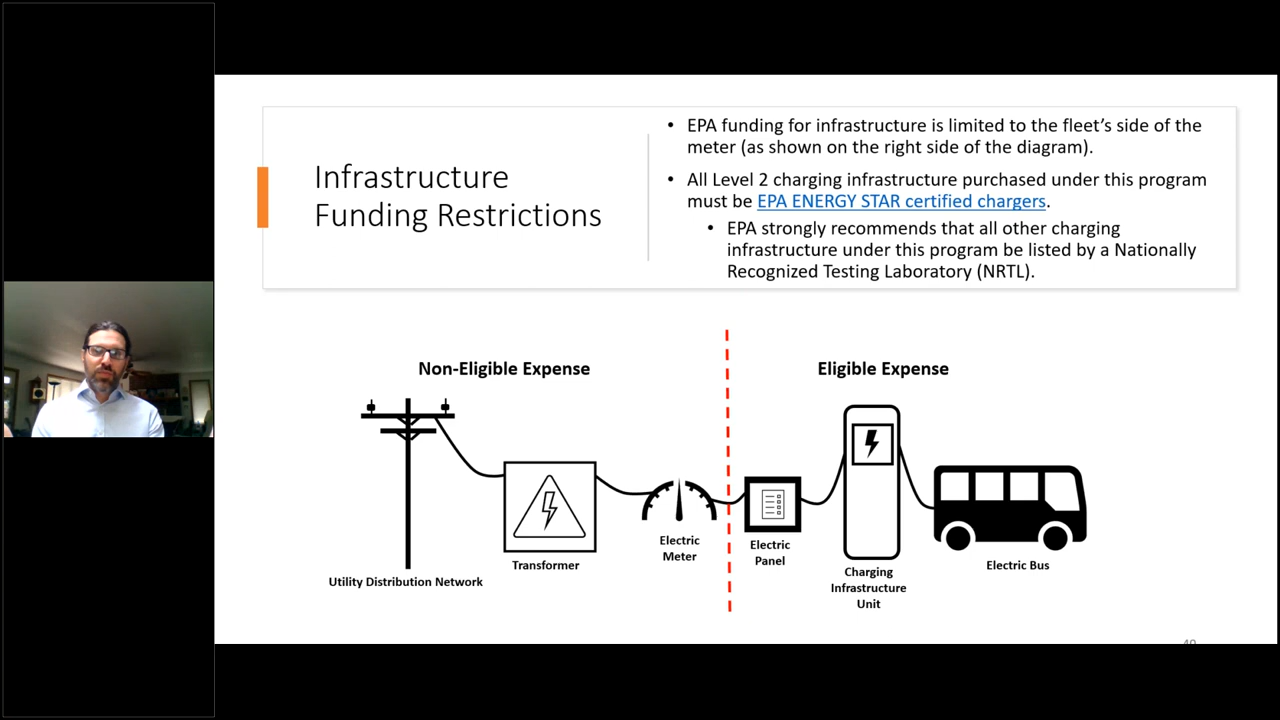 Infrastructure
Funding Restrictions
• EPA funding for infrastructure is limited to the fleet’s side of the
meter (as shown on the right side of the diagram).
• All Level 2 charging infrastructure purchased under this program
must be EPA ENERGY STAR certified chargers.
• EPA strongly recommends that all other charging
infrastructure under this program be listed by a Nationally
Recognized Testing Laboratory (NRTL).
Non-Eligible Expense
Eligible Expense
Utility Distribution Network
Transformer
Electric
Meter
Electric
Panel
Charging
Infrastructure
Unit
Electric Bus